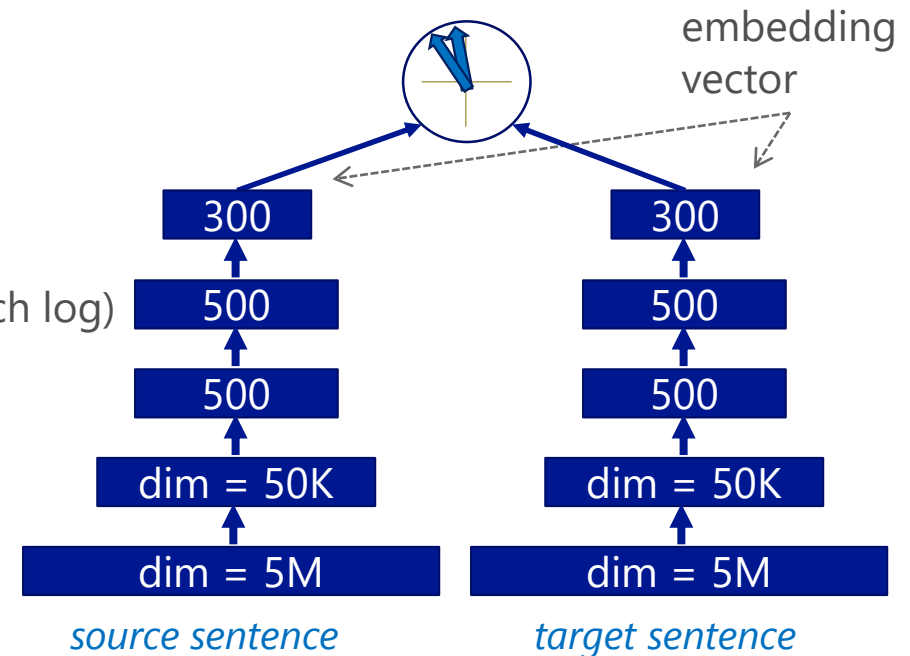 embedding
vector
300
300
ch log)
500
500
500
500
dim = 50K
dim = 50K
dim = 5M
dim = 5M
source sentence
target sentence